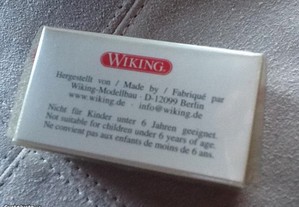 WIKING
Hergestellt von / Made by / Fabriqué par
Wiking-Modellbau · D-12099 Berlin
www.wiking.de · info@wiking.de
Nicht für Kinder unter 6 Jahren geeignet.
Not suitable for children under 6 years of age.
Ne convient pas aux enfants de moins de 6 ans.